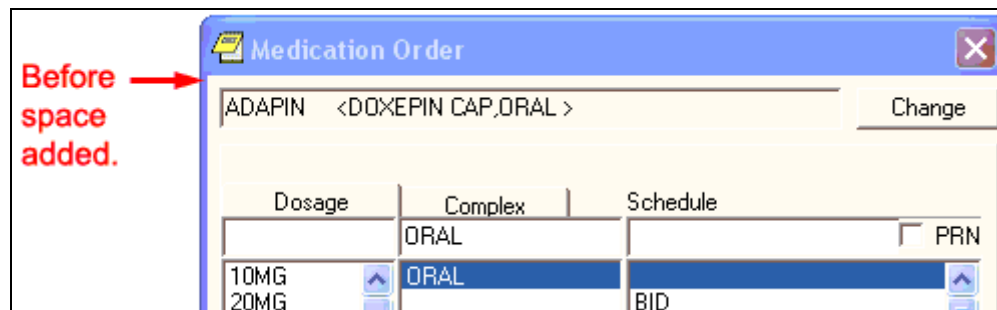 Medication Order
Before
space
added.
ADAPIN <DOXEPIN CAP,ORAL >
Change
Dosage Complex Schedule
ORAL PRN
10MG ORAL
20MG BID